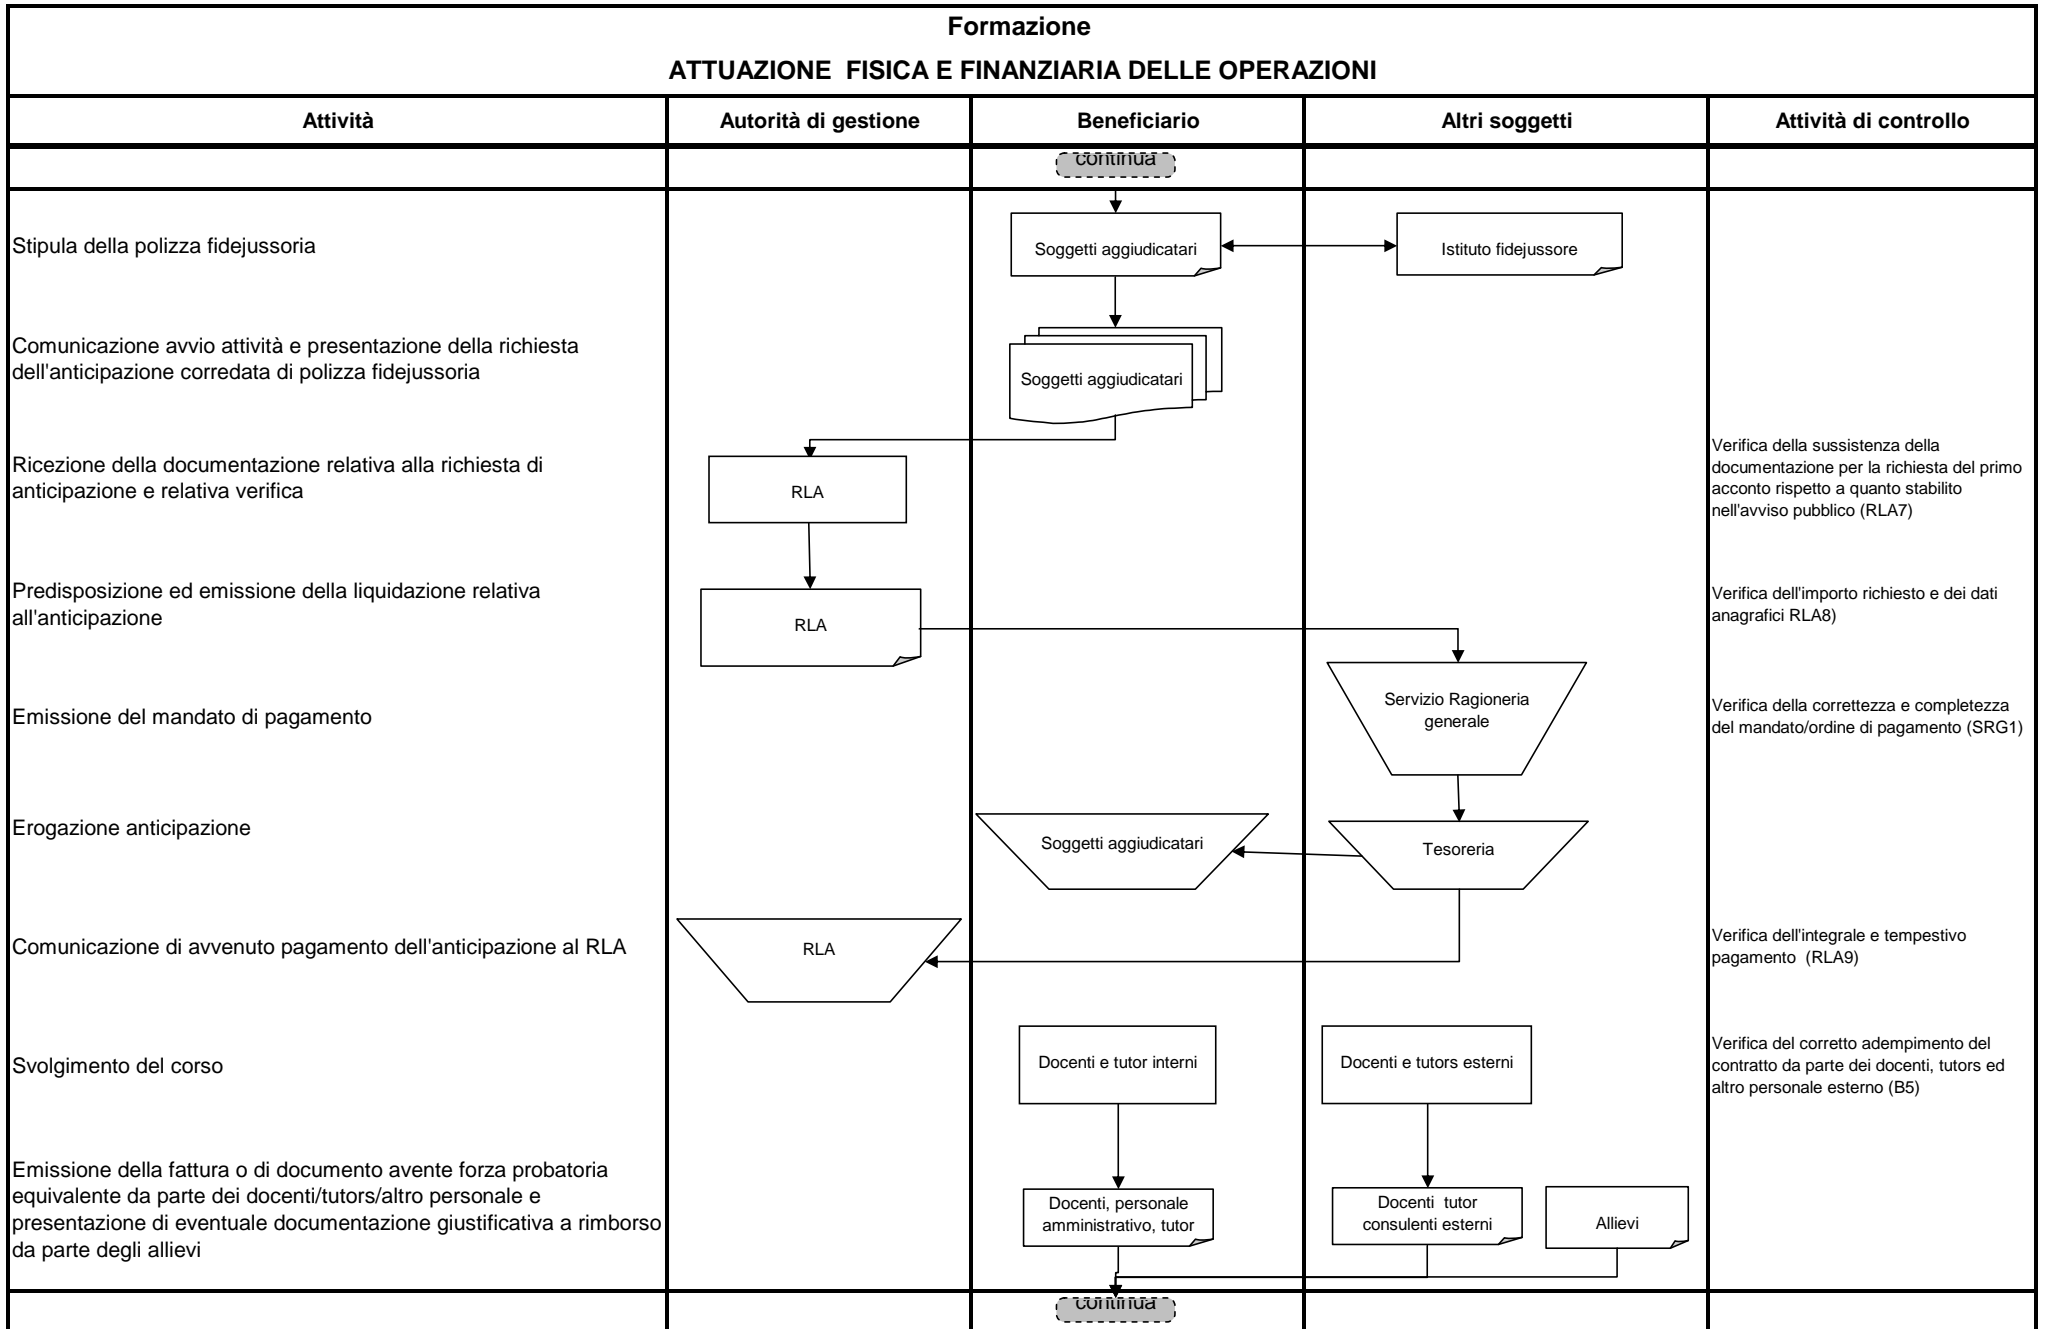 Formazione
ATTUAZIONE FISICA E FINANZIARIA DELLE OPERAZIONI
Attività
Autorità di gestione
Beneficiario
Altri soggetti
Attività di controllo
continua
Stipula della polizza fidejussoria
Soggetti aggiudicatari
Istituto fidejussore
Comunicazione avvio attività e presentazione della richiesta
dell'anticipazione corredata di polizza fidejussoria
Soggetti aggiudicatari
Ricezione della documentazione relativa alla richiesta di
anticipazione e relativa verifica
RLA
Verifica della sussistenza della
documentazione per la richiesta del primo
acconto rispetto a quanto stabilito
nell'avviso pubblico (RLA7)
Predisposizione ed emissione della liquidazione relativa
all'anticipazione
RLA
Verifica dell'importo richiesto e dei dati
anagrafici RLA8)
Emissione del mandato di pagamento
Servizio Ragioneria
generale
Verifica della correttezza e completezza
del mandato/ordine di pagamento (SRG1)
Erogazione anticipazione
Soggetti aggiudicatari
Tesoreria
Comunicazione di avvenuto pagamento dell'anticipazione al RLA
RLA
Verifica dell'integrale e tempestivo
pagamento (RLA9)
Svolgimento del corso
Docenti e tutor interni
Docenti e tutors esterni
Verifica del corretto adempimento del
contratto da parte dei docenti, tutors ed
altro personale esterno (B5)
Emissione della fattura o di documento avente forza probatoria
equivalente da parte dei docenti/tutors/altro personale e
presentazione di eventuale documentazione giustificativa a rimborso
da parte degli allievi
Docenti, personale
amministrativo, tutor
Docenti tutor
consulenti esterni
Allievi
continua